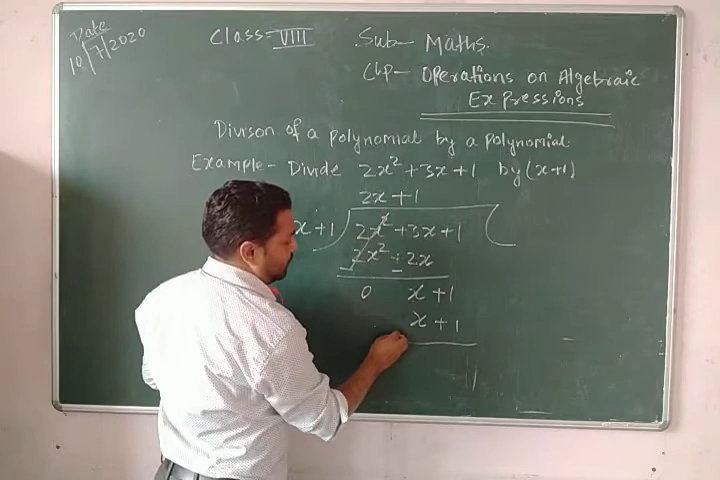 Date
10/7/2020
Class - VIII
Sub - Maths.
Chp - Operations on Algebraic
Expressions
Divison of a polynomial by a polynomial.
Example - Divide 2x² + 3x + 1 by (x+1)
2x + 1
x + 1 ) 2x² + 3x + 1 (
2x² + 2x
0 x + 1
x + 1